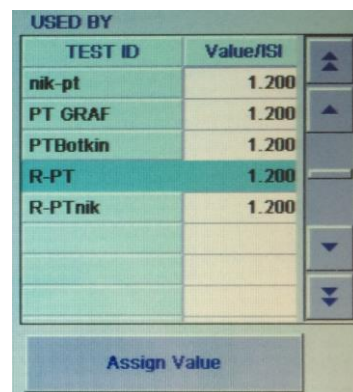 USED BY
TEST ID Value/ISI
nik-pt 1.200
PT GRAF 1.200
PTBotkin 1.200
R-PT 1.200
R-PTnik 1.200
Assign Value